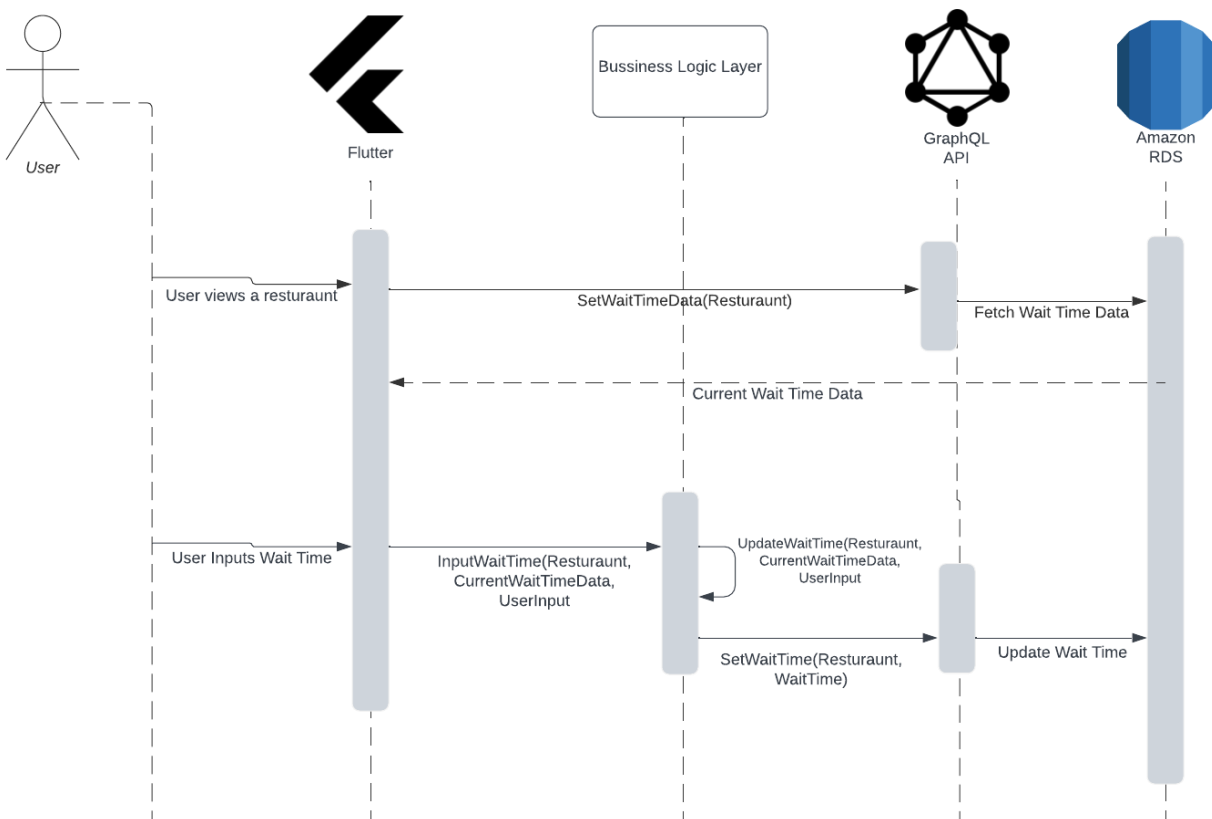 User
Flutter
Bussiness Logic Layer
GraphQL
API
Amazon
RDS
User views a resturaunt
SetWaitTimeData(Resturaunt)
Fetch Wait Time Data
Current Wait Time Data
User Inputs Wait Time
InputWaitTime(Resturaunt,
CurrentWaitTimeData,
UserInput
UpdateWaitTime(Resturaunt,
CurrentWaitTimeData,
UserInput
SetWaitTime(Resturaunt,
WaitTime)
Update Wait Time